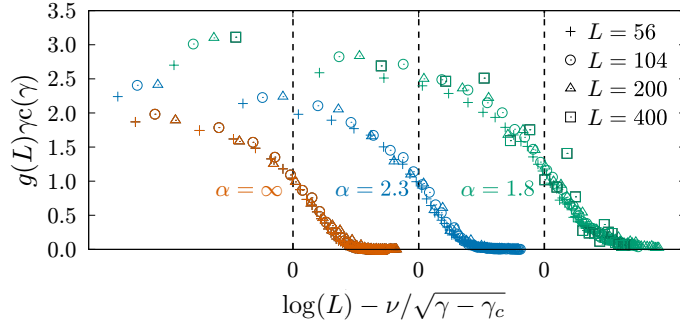 3.5
3.0
2.5
2.0
1.5
1.0
0.5
0.0
g(L)γc(γ)
L = 56
L = 104
L = 200
L = 400
α = ∞
α = 2.3
α = 1.8
0 0 0
log(L) − ν/√γ − γc